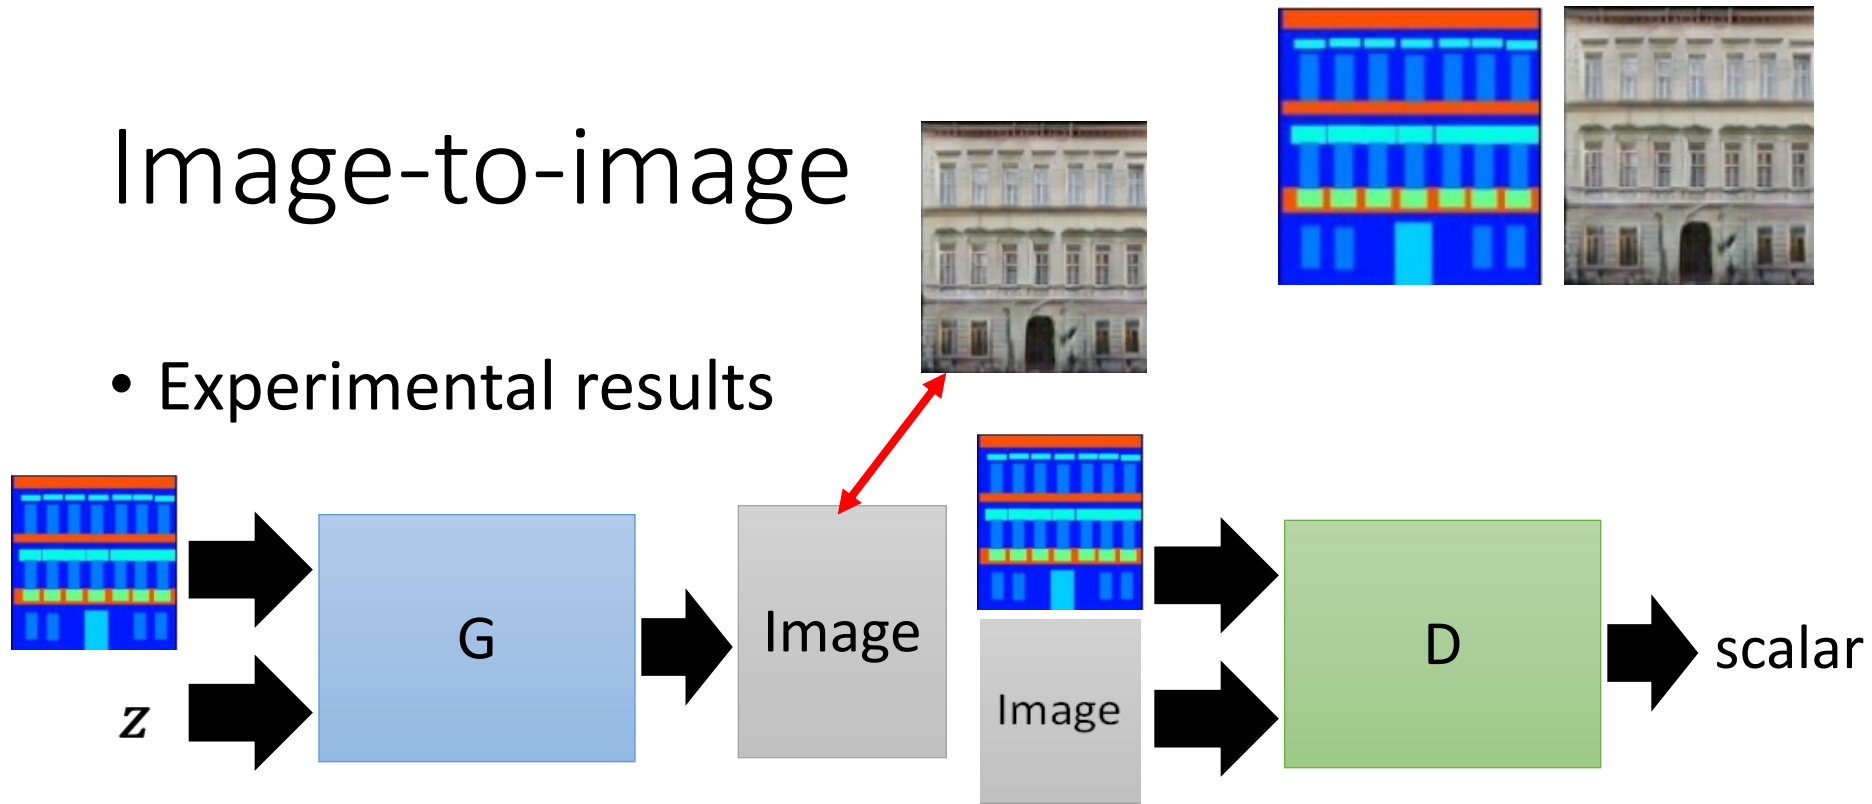 Image-to-image
• Experimental results
G
Image
z
Image
D
scalar